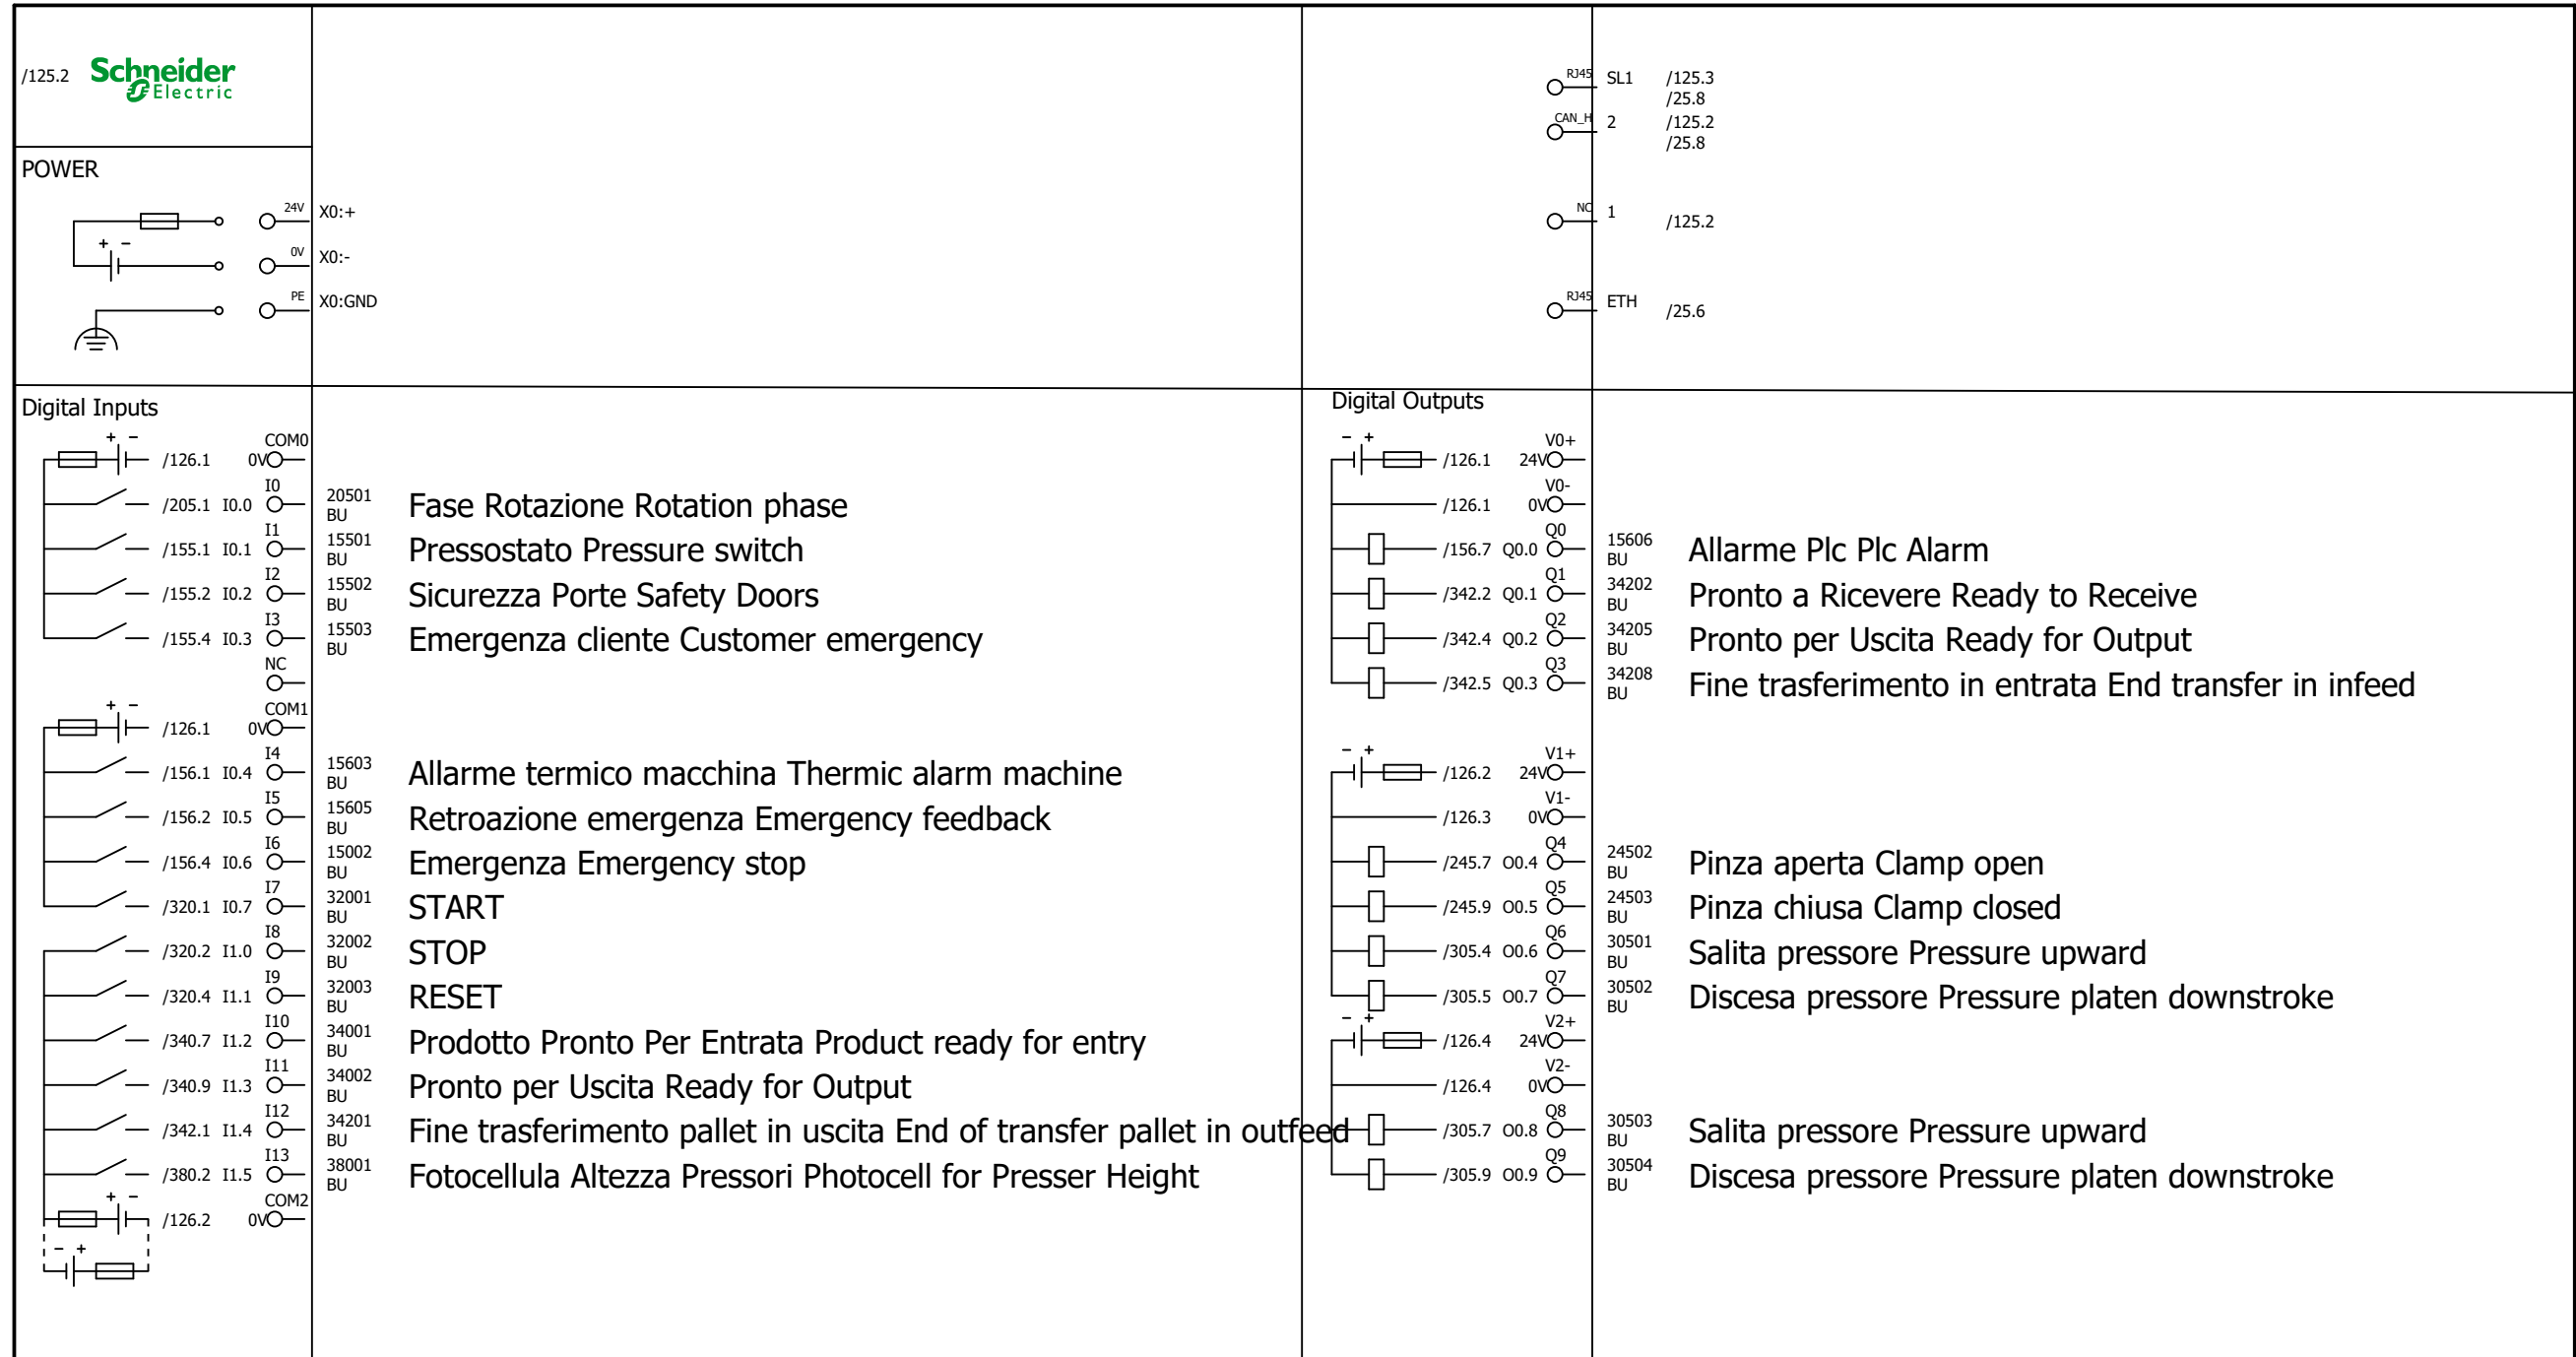 /125.2 Schneider Electric
RJ45 SL1 /125.3
/25.8
CAN_H 2 /125.2
/25.8
POWER
24V X0:+
NC 1 /125.2
+ −
0V X0:-
PE X0:GND
RJ45 ETH /25.6
Digital Inputs
+ −
/126.1 0V COM0
/205.1 I0.0 I0 20501 BU Fase Rotazione Rotation phase
/155.1 I0.1 I1 15501 BU Pressostato Pressure switch
/155.2 I0.2 I2 15502 BU Sicurezza Porte Safety Doors
/155.4 I0.3 I3 15503 BU Emergenza cliente Customer emergency
NC
+ −
/126.1 0V COM1
/156.1 I0.4 I4 15603 BU Allarme termico macchina Thermic alarm machine
/156.2 I0.5 I5 15605 BU Retroazione emergenza Emergency feedback
/156.4 I0.6 I6 15002 BU Emergenza Emergency stop
/320.1 I0.7 I7 32001 BU START
/320.2 I1.0 I8 32002 BU STOP
/320.4 I1.1 I9 32003 BU RESET
/340.7 I1.2 I10 34001 BU Prodotto Pronto Per Entrata Product ready for entry
/340.9 I1.3 I11 34002 BU Pronto per Uscita Ready for Output
/342.1 I1.4 I12 34201 BU Fine trasferimento pallet in uscita End of transfer pallet in outfeed
/380.2 I1.5 I13 38001 BU Fotocellula Altezza Pressori Photocell for Presser Height
+ −
/126.2 0V COM2
− +
Digital Outputs
− +
/126.1 24V V0+
/126.1 0V V0-
/156.7 Q0.0 Q0 15606 BU Allarme Plc Plc Alarm
/342.2 Q0.1 Q1 34202 BU Pronto a Ricevere Ready to Receive
/342.4 Q0.2 Q2 34205 BU Pronto per Uscita Ready for Output
/342.5 Q0.3 Q3 34208 BU Fine trasferimento in entrata End transfer in infeed
− +
/126.2 24V V1+
/126.3 0V V1-
/245.7 O0.4 Q4 24502 BU Pinza aperta Clamp open
/245.9 O0.5 Q5 24503 BU Pinza chiusa Clamp closed
/305.4 O0.6 Q6 30501 BU Salita pressore Pressure upward
/305.5 O0.7 Q7 30502 BU Discesa pressore Pressure platen downstroke
− +
/126.4 24V V2+
/126.4 0V V2-
/305.7 O0.8 Q8 30503 BU Salita pressore Pressure upward
/305.9 O0.9 Q9 30504 BU Discesa pressore Pressure platen downstroke